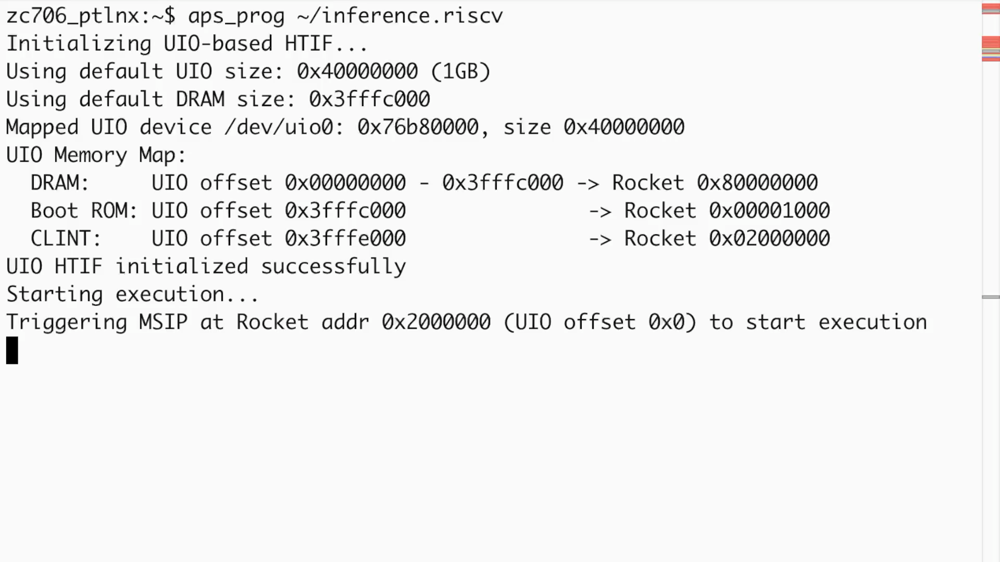 zc706_ptlnx:~$ aps_prog ~/inference.riscv
Initializing UIO-based HTIF...
Using default UIO size: 0x40000000 (1GB)
Using default DRAM size: 0x3fffc000
Mapped UIO device /dev/uio0: 0x76b80000, size 0x40000000
UIO Memory Map:
  DRAM:     UIO offset 0x00000000 - 0x3fffc000 -> Rocket 0x80000000
  Boot ROM: UIO offset 0x3fffc000               -> Rocket 0x00001000
  CLINT:    UIO offset 0x3fffe000               -> Rocket 0x02000000
UIO HTIF initialized successfully
Starting execution...
Triggering MSIP at Rocket addr 0x2000000 (UIO offset 0x0) to start execution